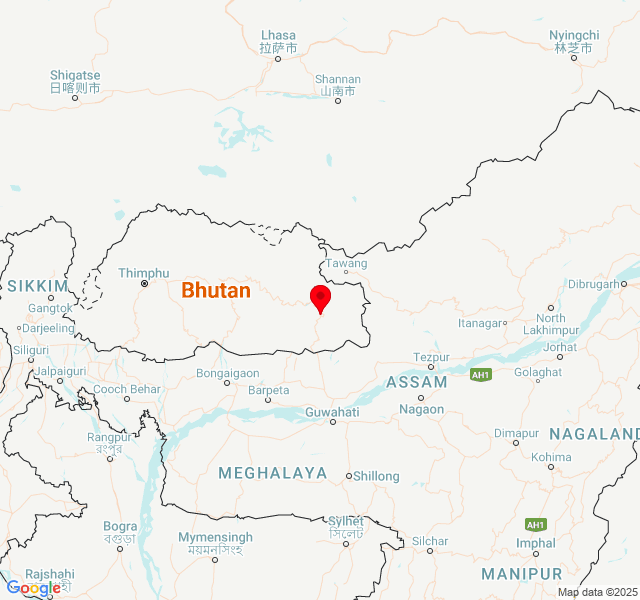 Lhasa
拉萨市
Nyingchi
林芝市
Shigatse
日喀则市
Shannan
山南市
Tawang
Thimphu
Bhutan
SIKKIM
Gangtok
Darjeeling
Siliguri
Jalpaiguri
Cooch Behar
Bongaigaon
Barpeta
Dibrugarh
North
Lakhimpur
Itanagar
Jorhat
Tezpur
Golaghat
AH1
ASSAM
Nagaon
Guwahati
Rangpur
রংপুর
Dimapur
NAGALAND
Kohima
MEGHALAYA
Shillong
Bogra
বগুড়া
Mymensingh
ময়মনসিংহ
Sylhet
সিলেট
Silchar
AH1
Imphal
MANIPUR
Rajshahi
Google
Map data ©2025